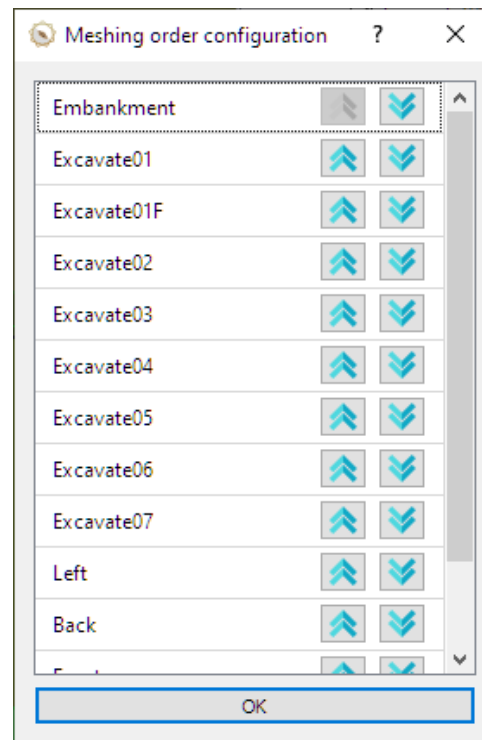 Meshing order configuration ?
Embankment
Excavate01
Excavate01F
Excavate02
Excavate03
Excavate04
Excavate05
Excavate06
Excavate07
Left
Back
OK